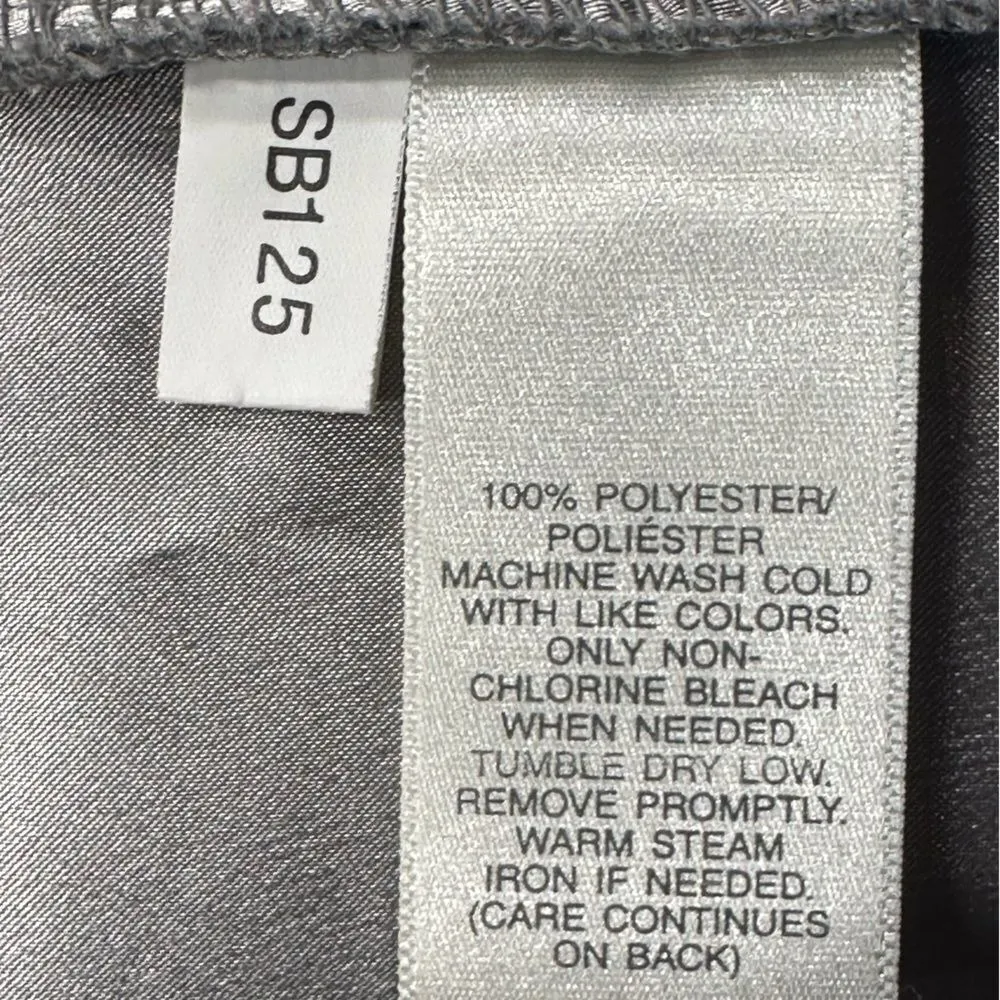 SB125
100% POLYESTER/
POLIÉSTER
MACHINE WASH COLD
WITH LIKE COLORS.
ONLY NON-
CHLORINE BLEACH
WHEN NEEDED.
TUMBLE DRY LOW.
REMOVE PROMPTLY.
WARM STEAM
IRON IF NEEDED.
(CARE CONTINUES
ON BACK)